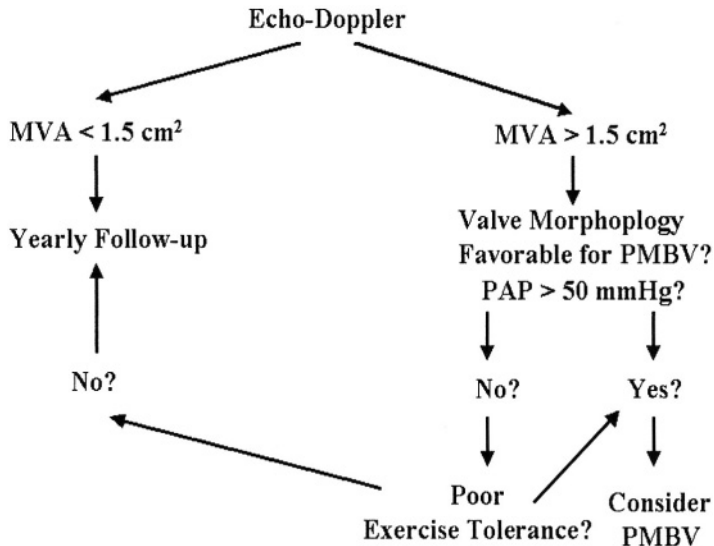 Echo-Doppler
MVA < 1.5 cm²
MVA > 1.5 cm²
Yearly Follow-up
Valve Morphoplogy
Favorable for PMBV?
PAP > 50 mmHg?
No?
No?
Yes?
Poor
Exercise Tolerance?
Consider
PMBV